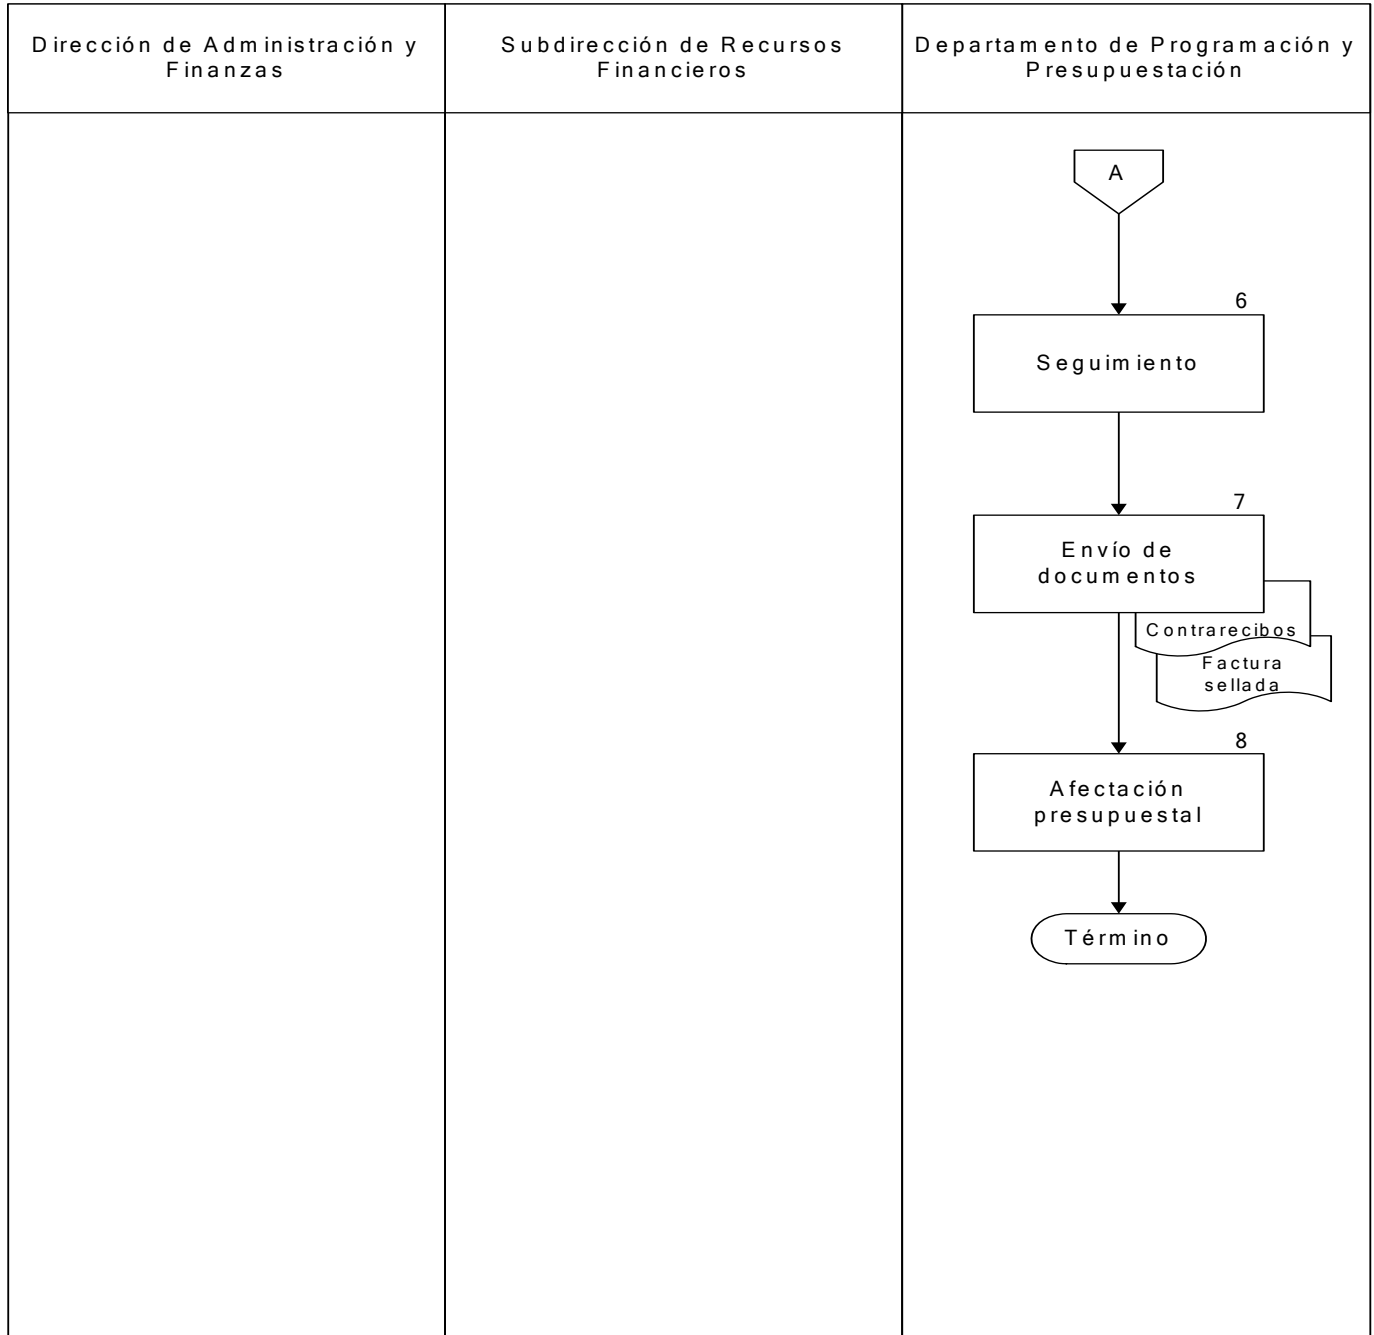 Dirección de Administración y
Finanzas
Subdirección de Recursos
Financieros
Departamento de Programación y
Presupuestación
A
6
Seguimiento
7
Envío de
documentos
Contrarecibos
Factura
sellada
8
Afectación
presupuestal
Término